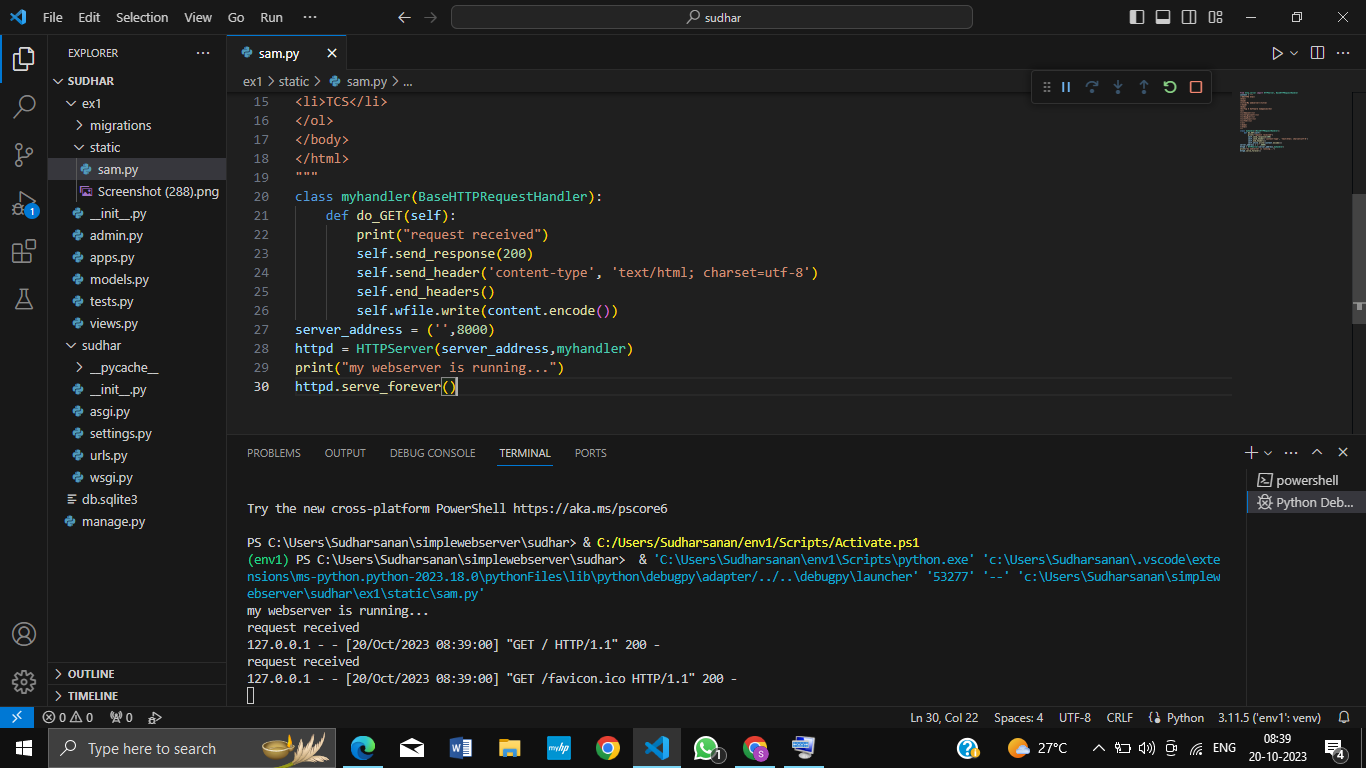 File Edit Selection View Go Run ··· sudhar
EXPLORER ···
SUDHAR
ex1
migrations
static
sam.py
Screenshot (288).png
__init__.py
admin.py
apps.py
models.py
tests.py
views.py
sudhar
__pycache__
__init__.py
asgi.py
settings.py
urls.py
wsgi.py
db.sqlite3
manage.py
OUTLINE
TIMELINE
1
sam.py
ex1 > static > sam.py > ...
15 <li>TCS</li>
16 </ol>
17 </body>
18 </html>
19 """
20 class myhandler(BaseHTTPRequestHandler):
21 def do_GET(self):
22 print("request received")
23 self.send_response(200)
24 self.send_header('content-type', 'text/html; charset=utf-8')
25 self.end_headers()
26 self.wfile.write(content.encode())
27 server_address = ('',8000)
28 httpd = HTTPServer(server_address,myhandler)
29 print("my webserver is running...")
30 httpd.serve_forever()
PROBLEMS OUTPUT DEBUG CONSOLE TERMINAL PORTS
powershell
Python Deb...
Try the new cross-platform PowerShell https://aka.ms/pscore6
PS C:\Users\Sudharsanan\simplewebserver\sudhar> & C:/Users/Sudharsanan/env1/Scripts/Activate.ps1
(env1) PS C:\Users\Sudharsanan\simplewebserver\sudhar> & 'C:\Users\Sudharsanan\env1\Scripts\python.exe' 'c:\Users\Sudharsanan\.vscode\exte
nsions\ms-python.python-2023.18.0\pythonFiles\lib\python\debugpy\adapter/../..\debugpy\launcher' '53277' '--' 'c:\Users\Sudharsanan\simplew
ebserver\sudhar\ex1\static\sam.py'
my webserver is running...
request received
127.0.0.1 - - [20/Oct/2023 08:39:00] "GET / HTTP/1.1" 200 -
request received
127.0.0.1 - - [20/Oct/2023 08:39:00] "GET /favicon.ico HTTP/1.1" 200 -
0 0 0 Ln 30, Col 22 Spaces: 4 UTF-8 CRLF Python 3.11.5 ('env1': venv)
Type here to search
myhp
1
S
27°C ENG
08:39
20-10-2023
4